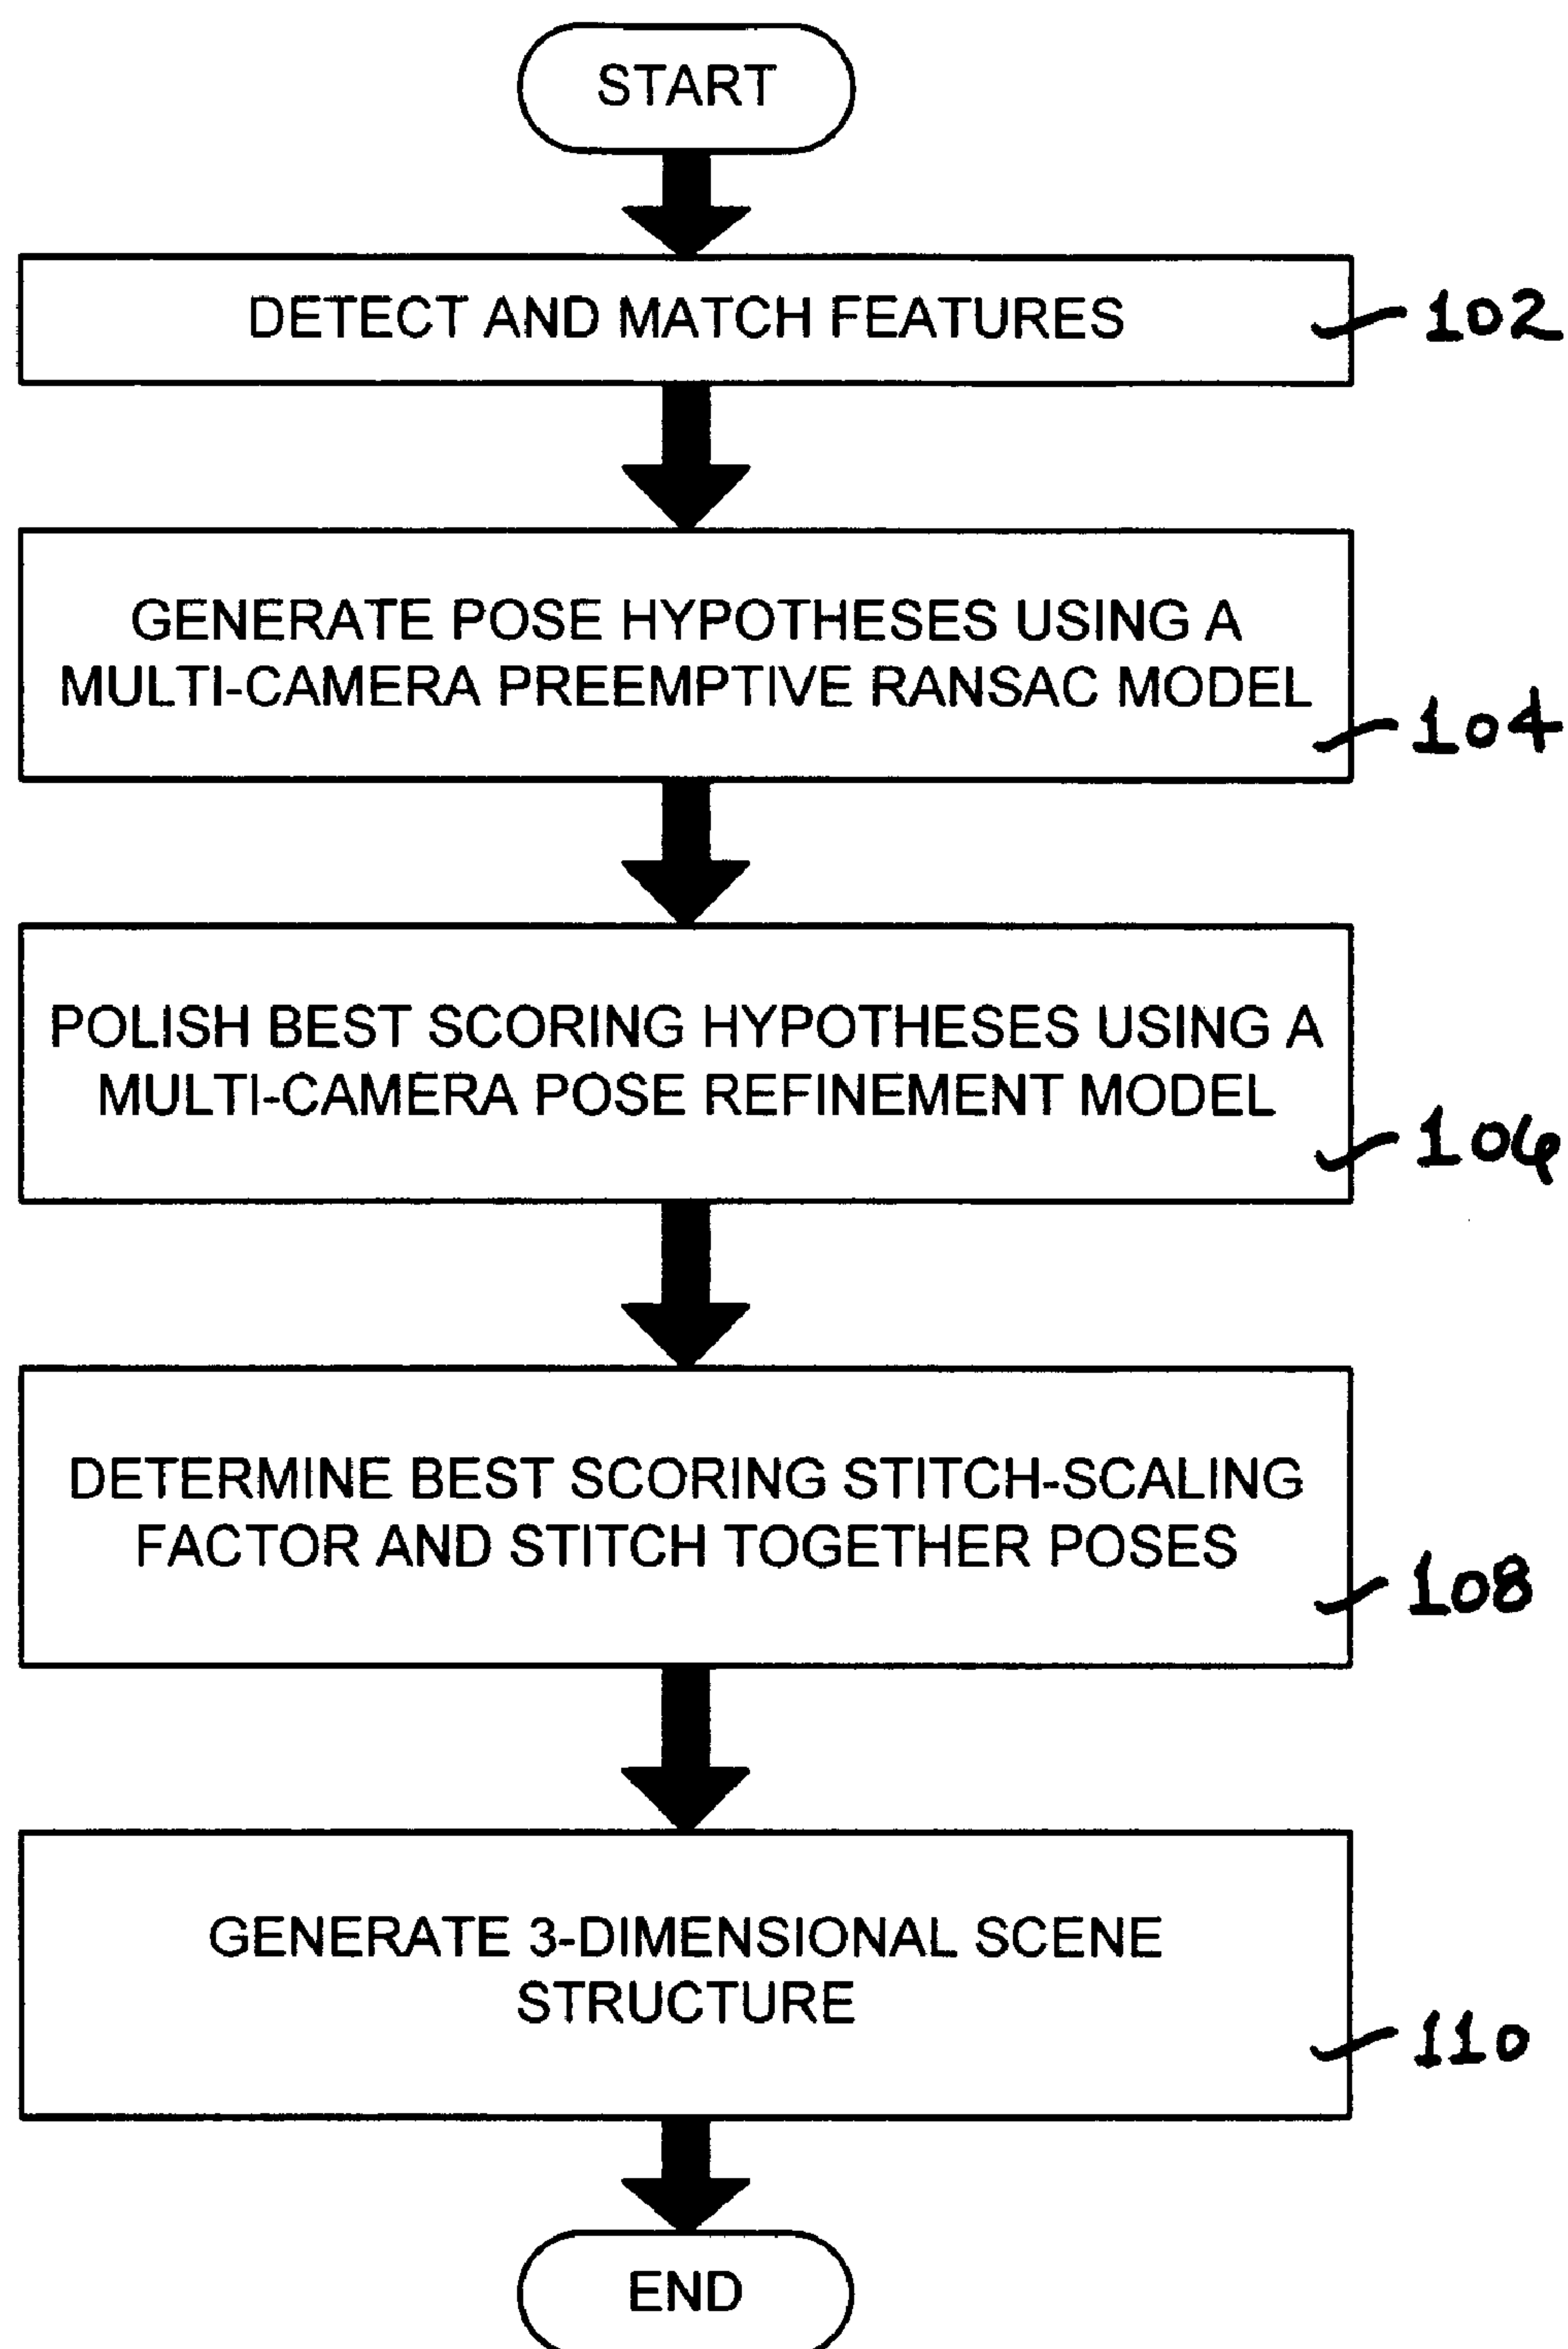 START
DETECT AND MATCH FEATURES
102
GENERATE POSE HYPOTHESES USING A
MULTI-CAMERA PREEMPTIVE RANSAC MODEL
104
POLISH BEST SCORING HYPOTHESES USING A
MULTI-CAMERA POSE REFINEMENT MODEL
106
DETERMINE BEST SCORING STITCH-SCALING
FACTOR AND STITCH TOGETHER POSES
108
GENERATE 3-DIMENSIONAL SCENE
STRUCTURE
110
END